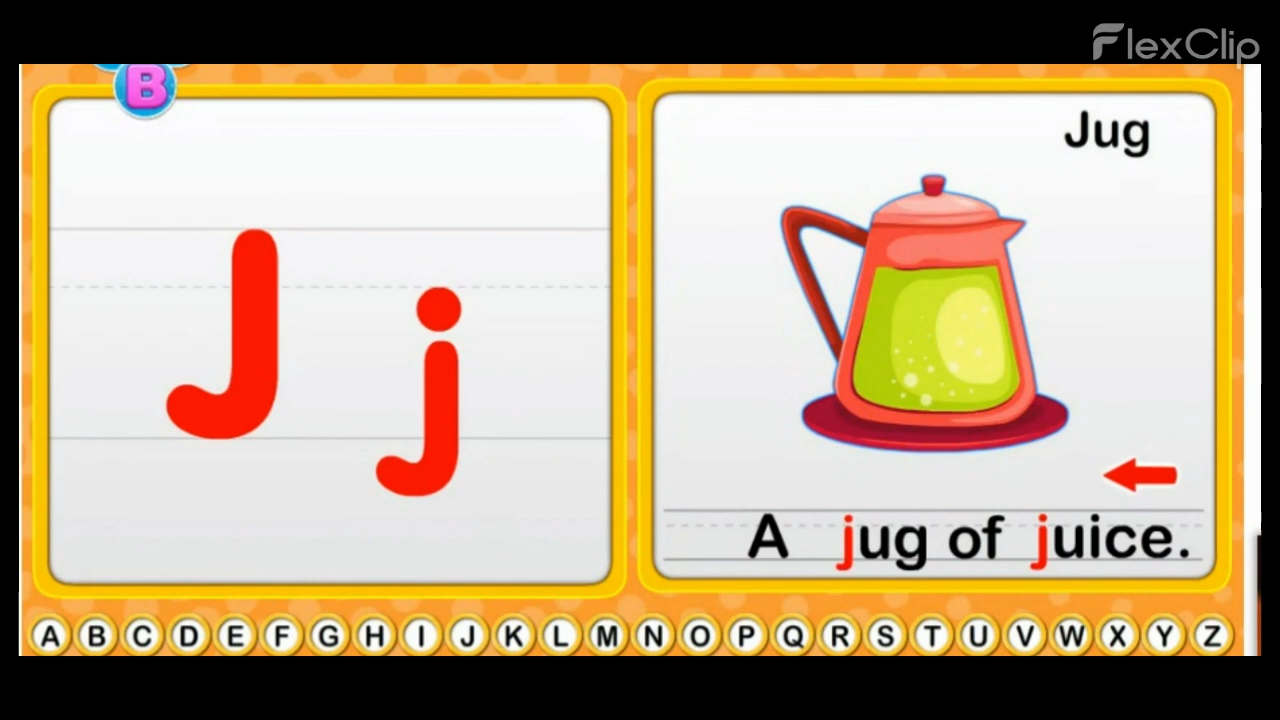 FlexClip
B
J j
Jug
A jug of juice.
A B C D E F G H I J K L M N O P Q R S T U V W X Y Z